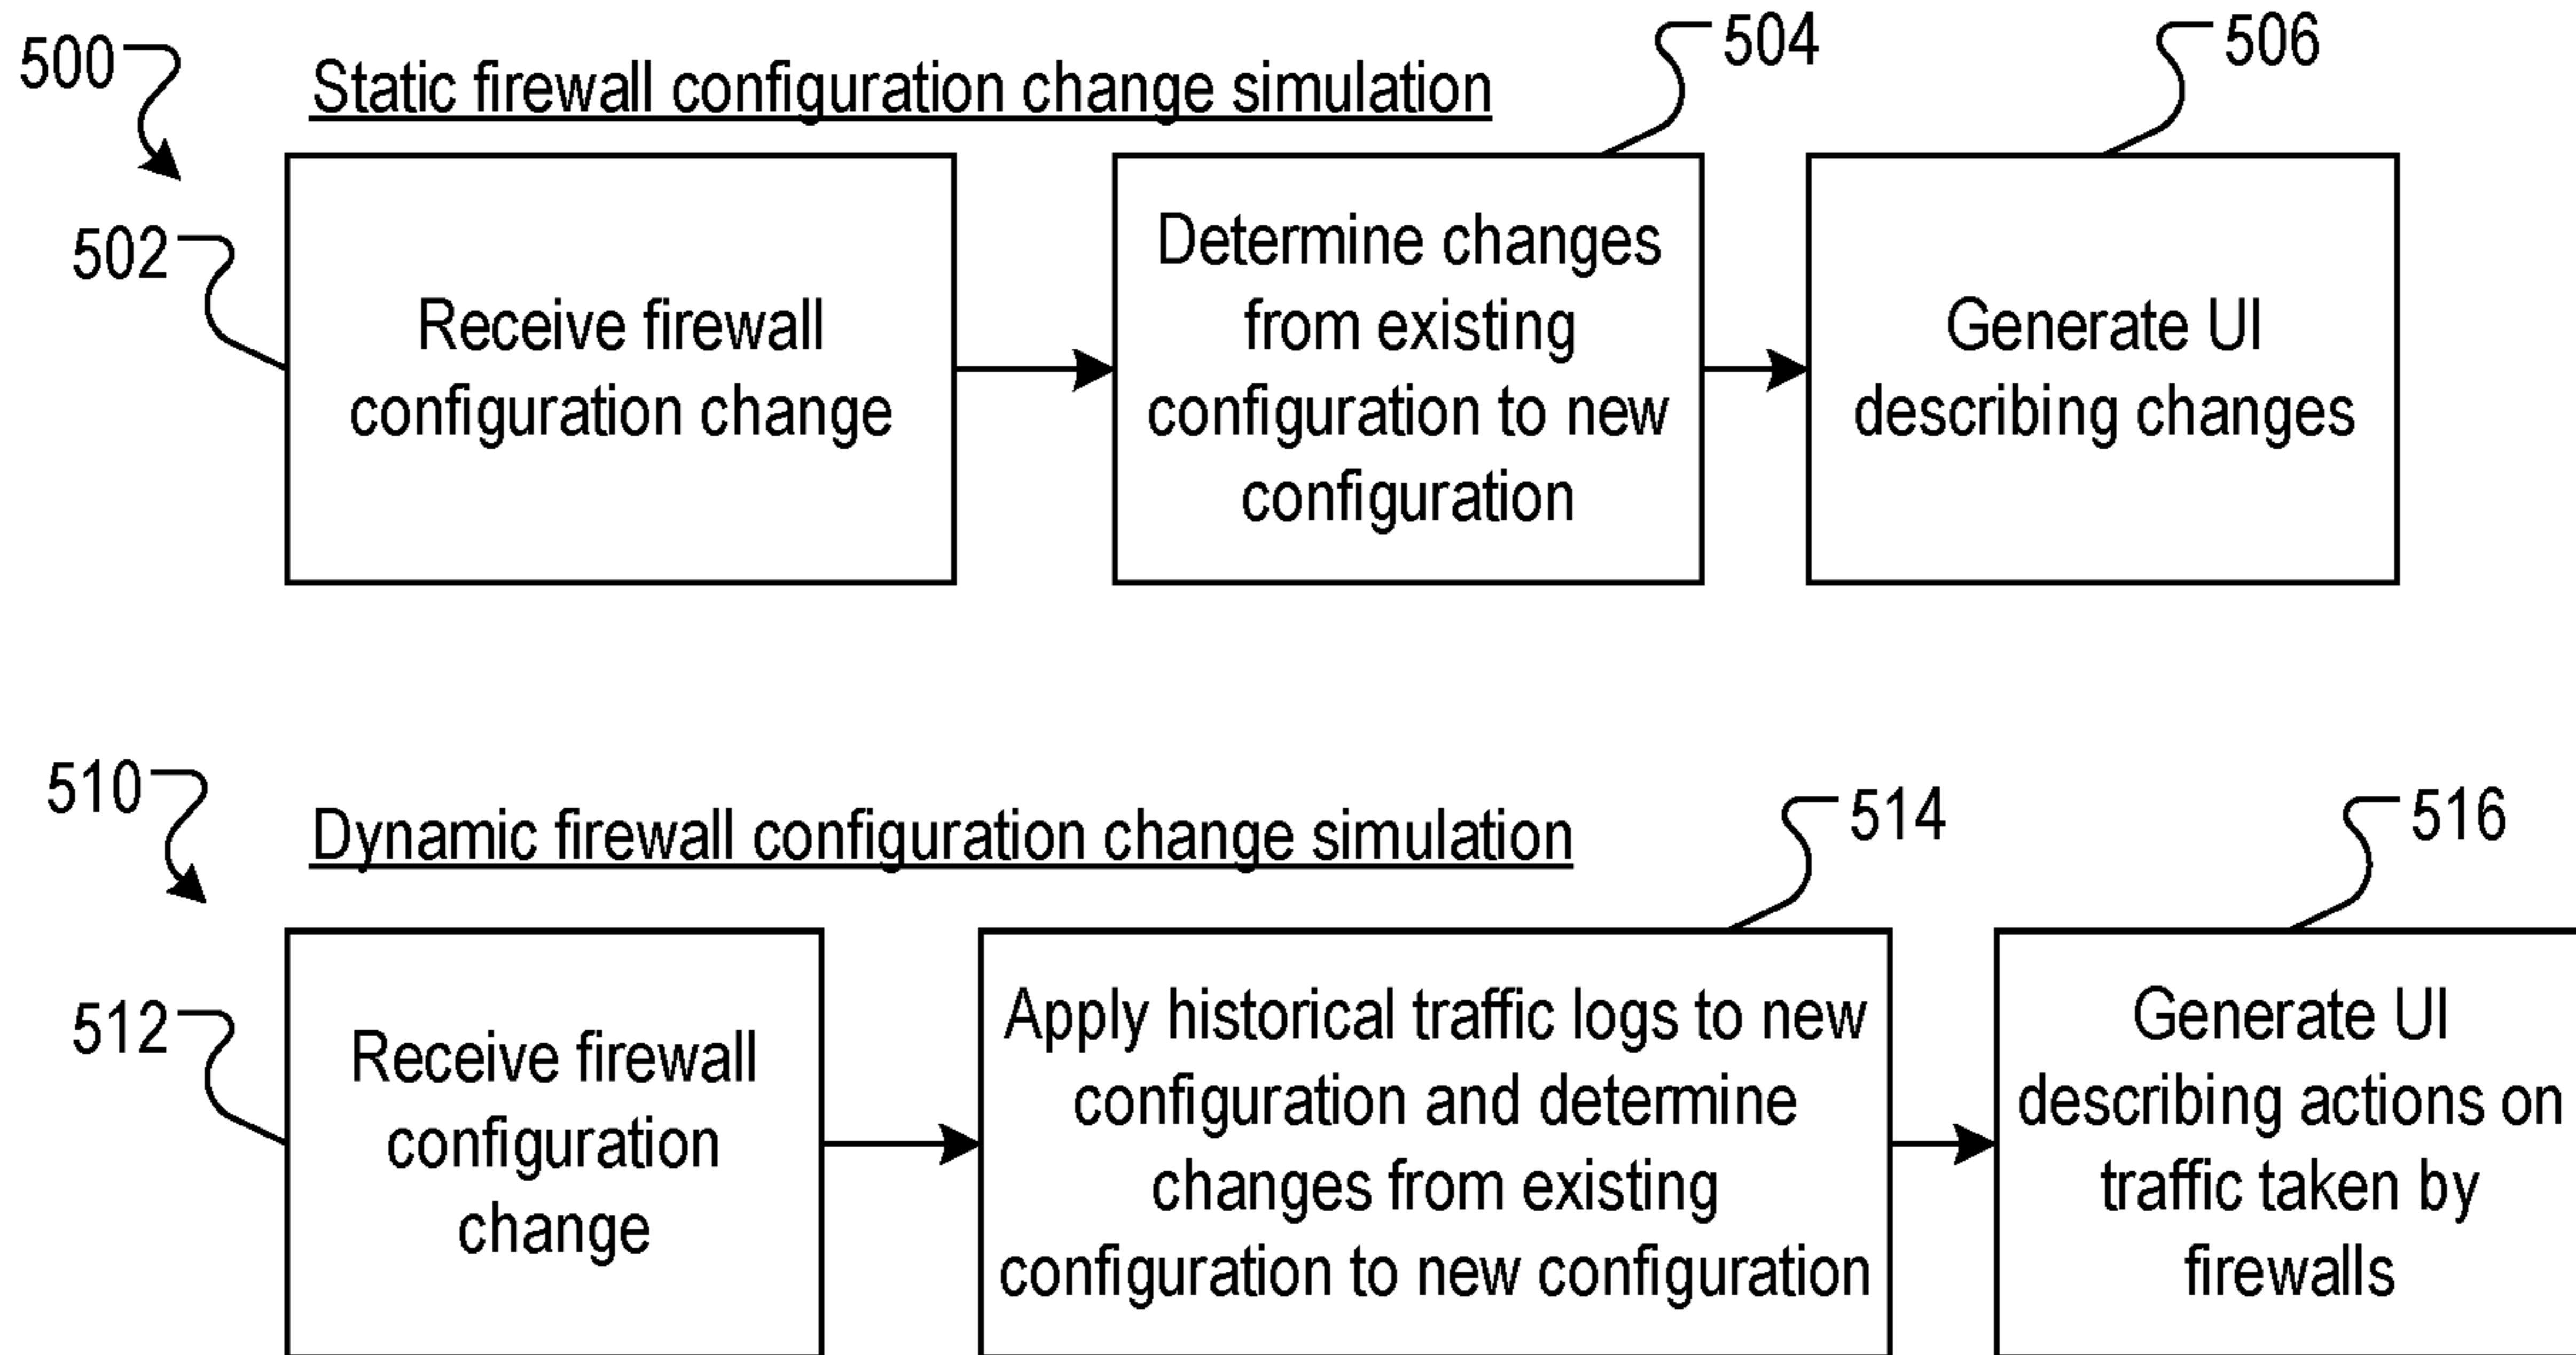 500
Static firewall configuration change simulation
504
506
502
Receive firewall
configuration change
Determine changes
from existing
configuration to new
configuration
Generate UI
describing changes
510
Dynamic firewall configuration change simulation
514
516
512
Receive firewall
configuration
change
Apply historical traffic logs to new
configuration and determine
changes from existing
configuration to new configuration
Generate UI
describing actions on
traffic taken by
firewalls